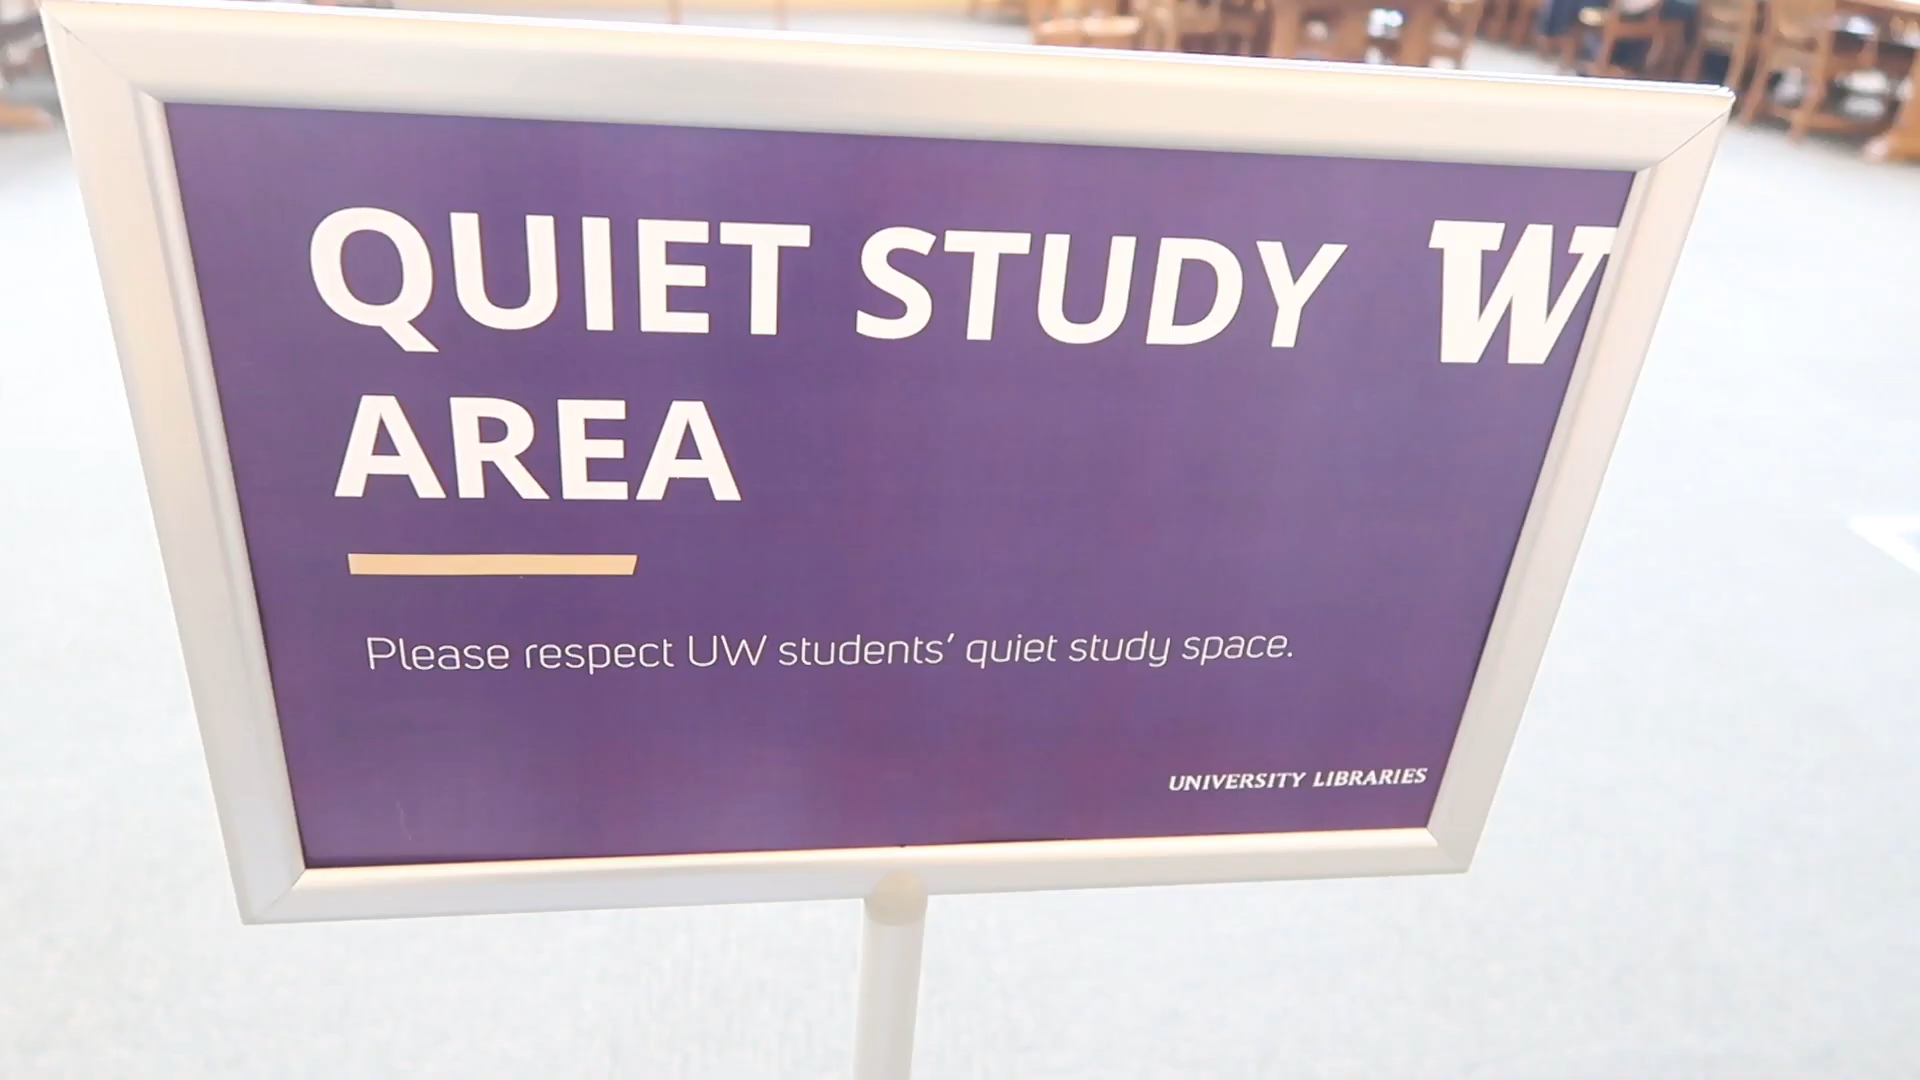 QUIET STUDY W
AREA
Please respect UW students' quiet study space.
UNIVERSITY LIBRARIES